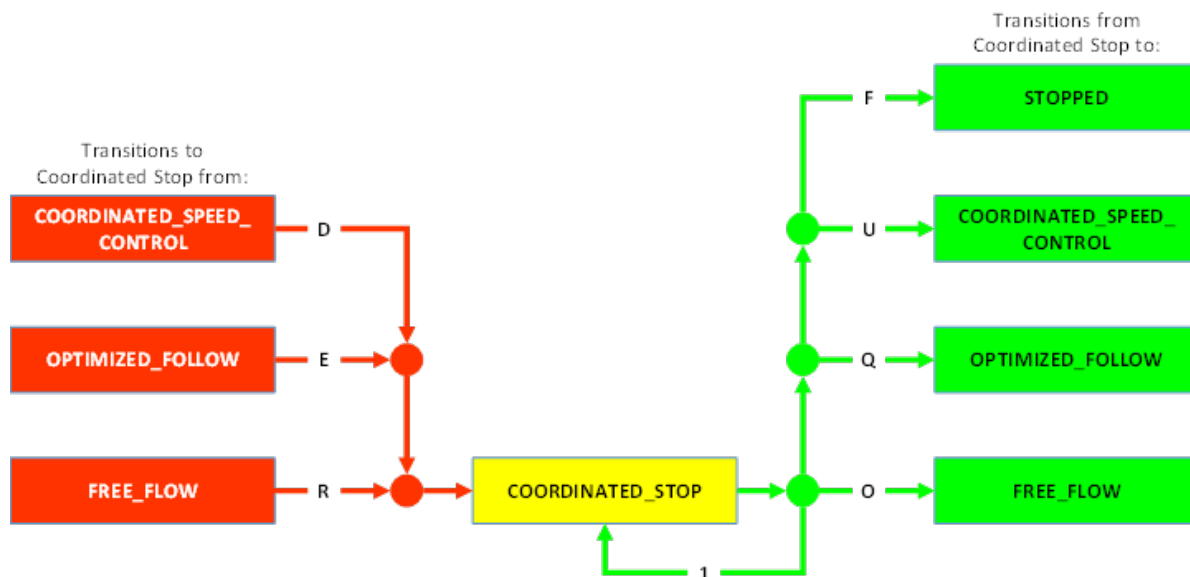 Transitions from
Coordinated Stop to:
F
STOPPED
Transitions to
Coordinated Stop from:
COORDINATED_SPEED_
CONTROL
D
U
COORDINATED_SPEED_
CONTROL
OPTIMIZED_FOLLOW
E
Q
OPTIMIZED_FOLLOW
FREE_FLOW
R
COORDINATED_STOP
O
FREE_FLOW
1